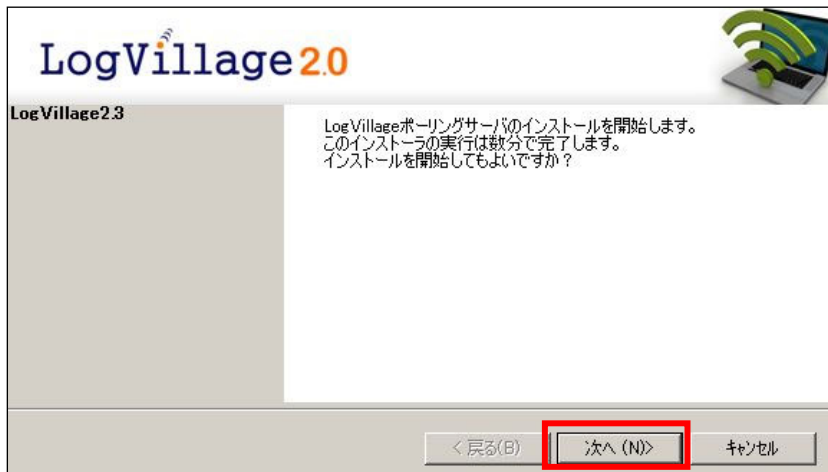 LogVillage 2.0
LogVillage2.3
LogVillageポーリングサーバのインストールを開始します。
このインストーラの実行は数分で完了します。
インストールを開始してもよいですか？
< 戻る(B)
次へ (N)>
キャンセル